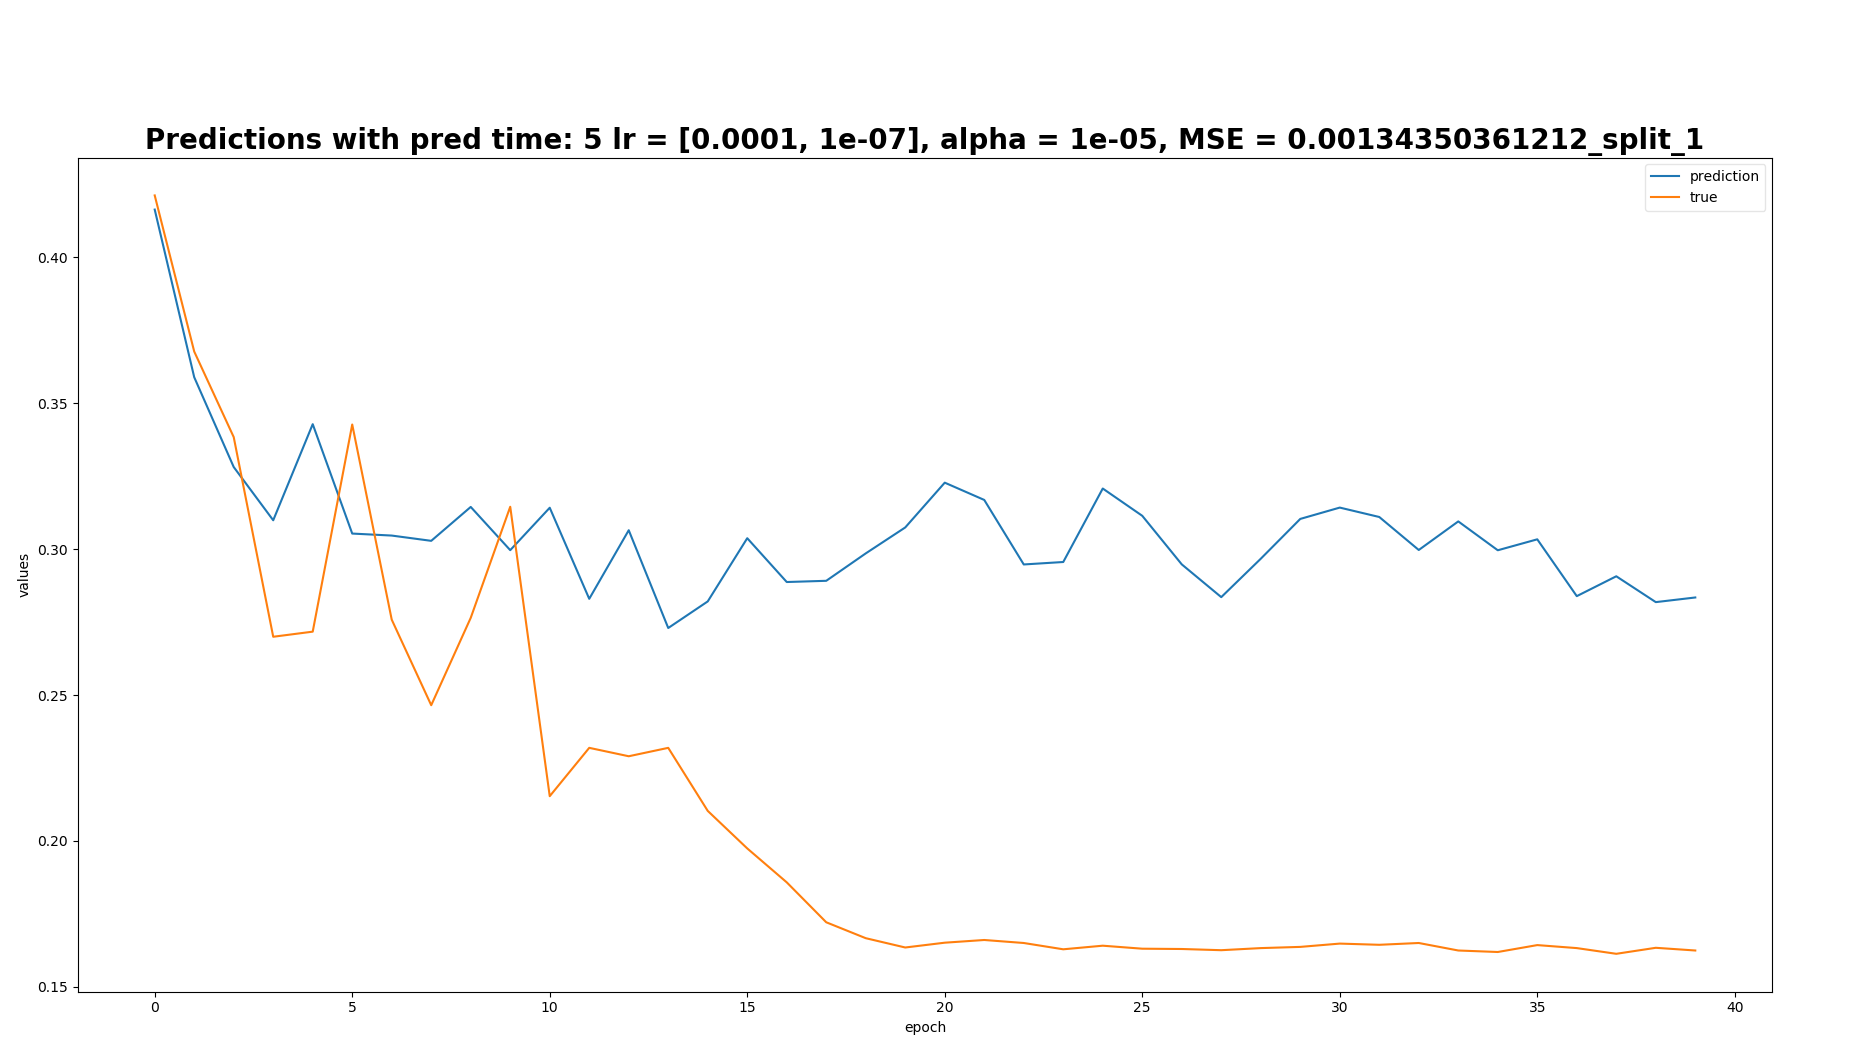 Predictions with pred time: 5 lr = [0.0001, 1e-07], alpha = 1e-05, MSE = 0.00134350361212_split_1
prediction
true
0.40
0.35
0.30
0.25
0.20
0.15
values
0 5 10 15 20 25 30 35 40
epoch